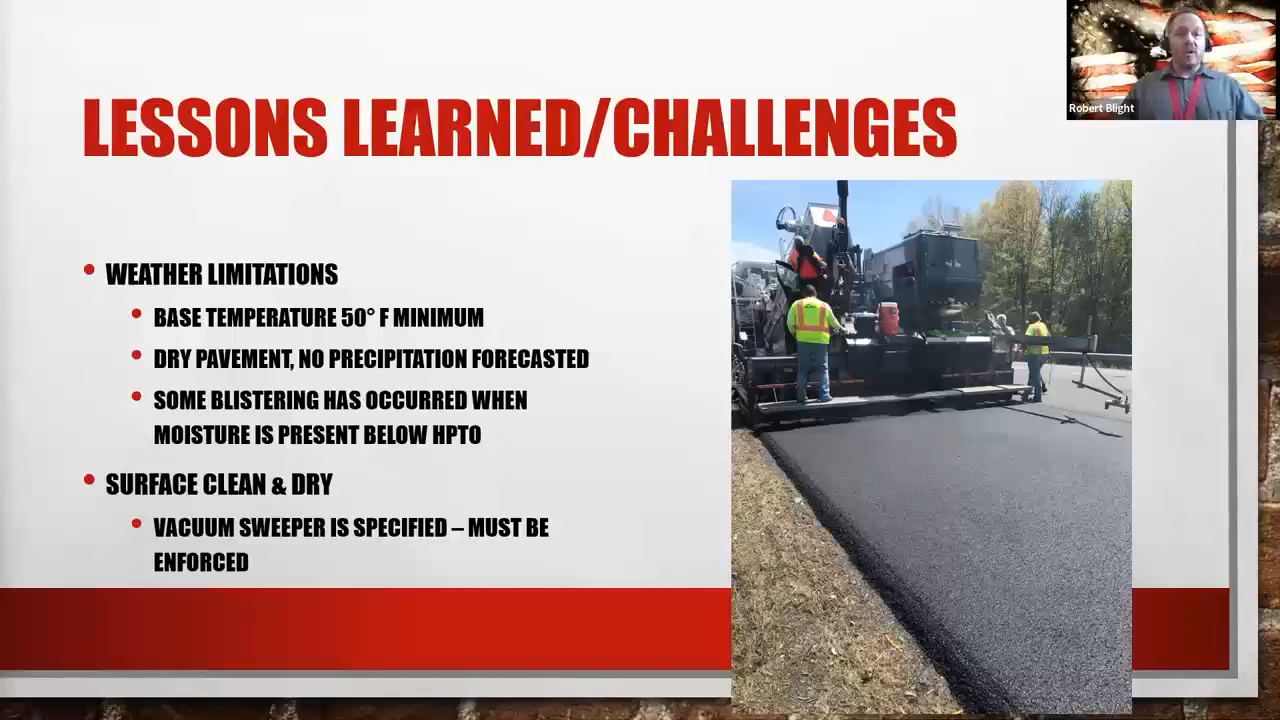 Robert Blight
LESSONS LEARNED/CHALLENGES
WEATHER LIMITATIONS
BASE TEMPERATURE 50° F MINIMUM
DRY PAVEMENT, NO PRECIPITATION FORECASTED
SOME BLISTERING HAS OCCURRED WHEN
MOISTURE IS PRESENT BELOW HPTO
SURFACE CLEAN & DRY
VACUUM SWEEPER IS SPECIFIED – MUST BE
ENFORCED